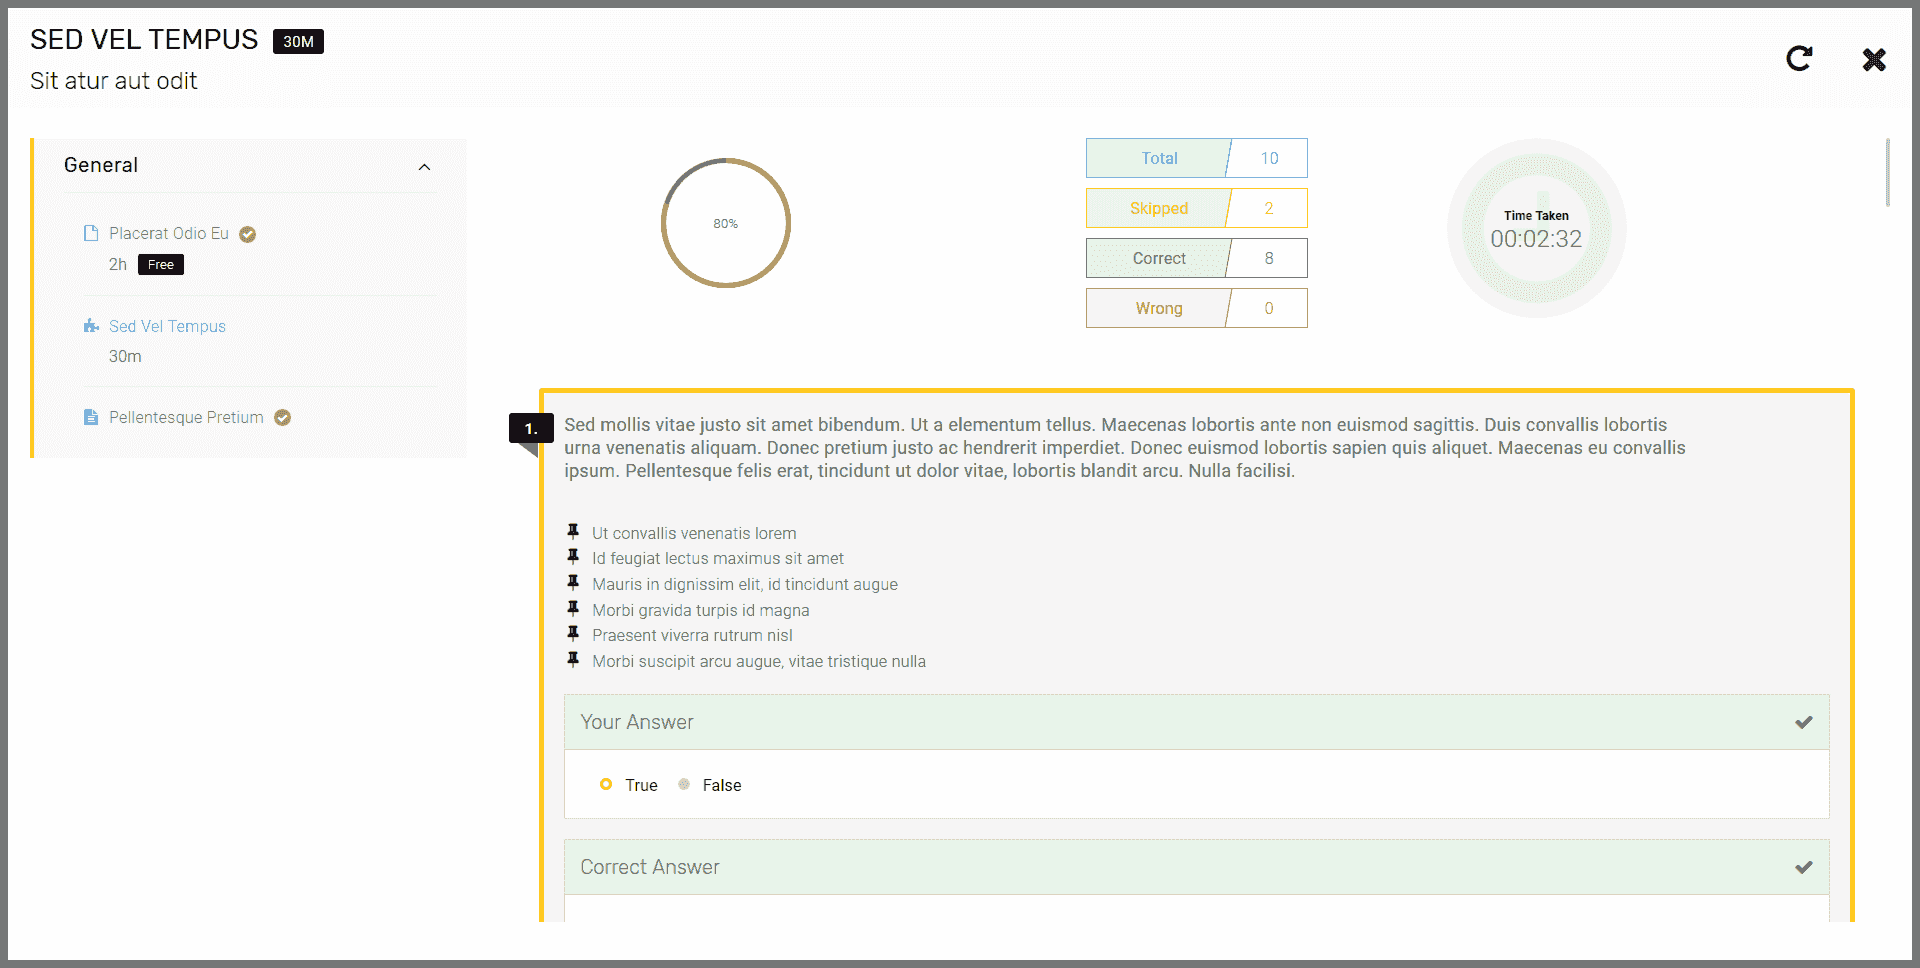 SED VEL TEMPUS 30M
Sit atur aut odit
General
Placerat Odio Eu
2h Free
Sed Vel Tempus
30m
Pellentesque Pretium
80%
Total 10
Skipped 2
Correct 8
Wrong 0
Time Taken
00:02:32
1.
Sed mollis vitae justo sit amet bibendum. Ut a elementum tellus. Maecenas lobortis ante non euismod sagittis. Duis convallis lobortis
urna venenatis aliquam. Donec pretium justo ac hendrerit imperdiet. Donec euismod lobortis sapien quis aliquet. Maecenas eu convallis
ipsum. Pellentesque felis erat, tincidunt ut dolor vitae, lobortis blandit arcu. Nulla facilisi.
Ut convallis venenatis lorem
Id feugiat lectus maximus sit amet
Mauris in dignissim elit, id tincidunt augue
Morbi gravida turpis id magna
Praesent viverra rutrum nisl
Morbi suscipit arcu augue, vitae tristique nulla
Your Answer
True False
Correct Answer